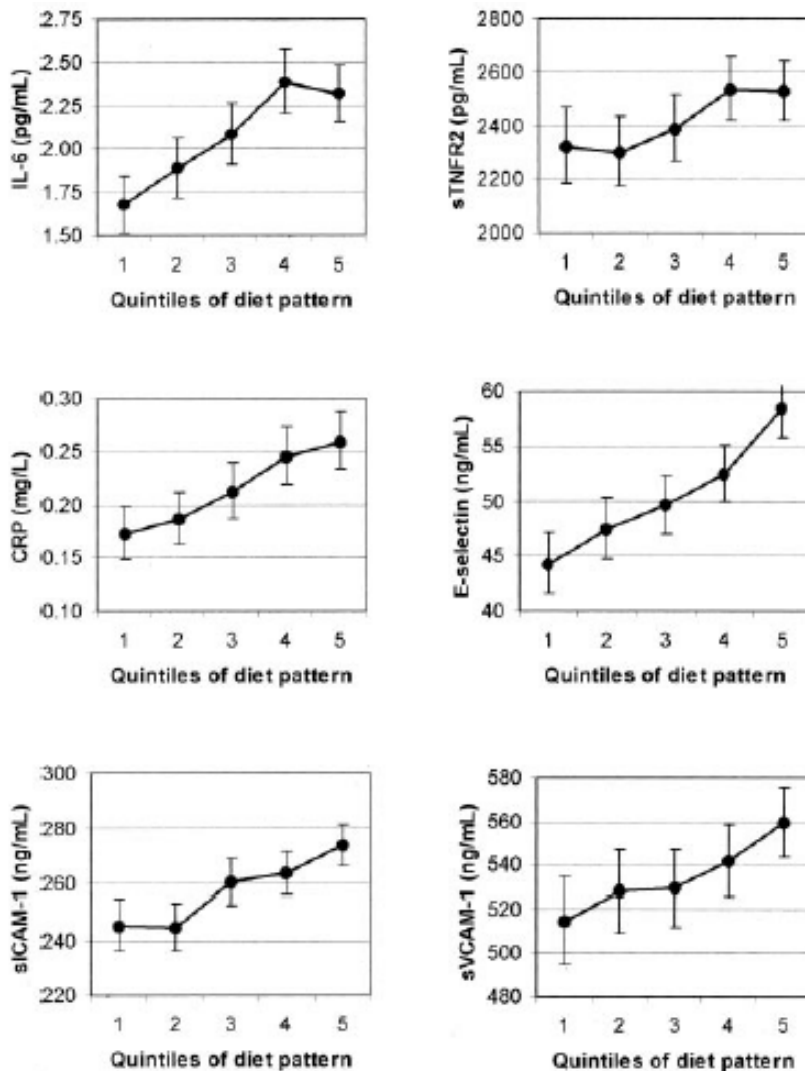 IL-6 (pg/mL)
2.75
2.50
2.25
2.00
1.75
1.50
1 2 3 4 5
Quintiles of diet pattern
sTNFR2 (pg/mL)
2800
2600
2400
2200
2000
1 2 3 4 5
Quintiles of diet pattern
CRP (mg/L)
0.30
0.25
0.20
0.15
0.10
1 2 3 4 5
Quintiles of diet pattern
E-selectin (ng/mL)
60
55
50
45
40
1 2 3 4 5
Quintiles of diet pattern
sICAM-1 (ng/mL)
300
280
260
240
220
1 2 3 4 5
Quintiles of diet pattern
sVCAM-1 (ng/mL)
580
560
540
520
500
480
1 2 3 4 5
Quintiles of diet pattern